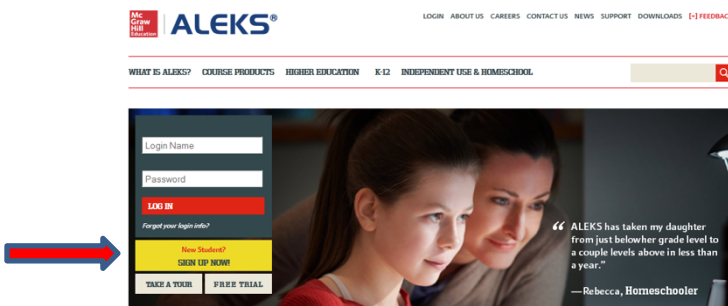 Mc
Graw
Hill
Education
ALEKS®
LOGIN ABOUT US CAREERS CONTACT US NEWS SUPPORT DOWNLOADS [+] FEEDBAC
WHAT IS ALEKS? COURSE PRODUCTS HIGHER EDUCATION K-12 INDEPENDENT USE & HOMESCHOOL
Login Name
Password
LOG IN
Forgot your login info?
New Student?
SIGN UP NOW!
TAKE A TOUR FREE TRIAL
“ ALEKS has taken my daughter
from just below her grade level to
a couple levels above in less than
a year.”
—Rebecca, Homeschooler